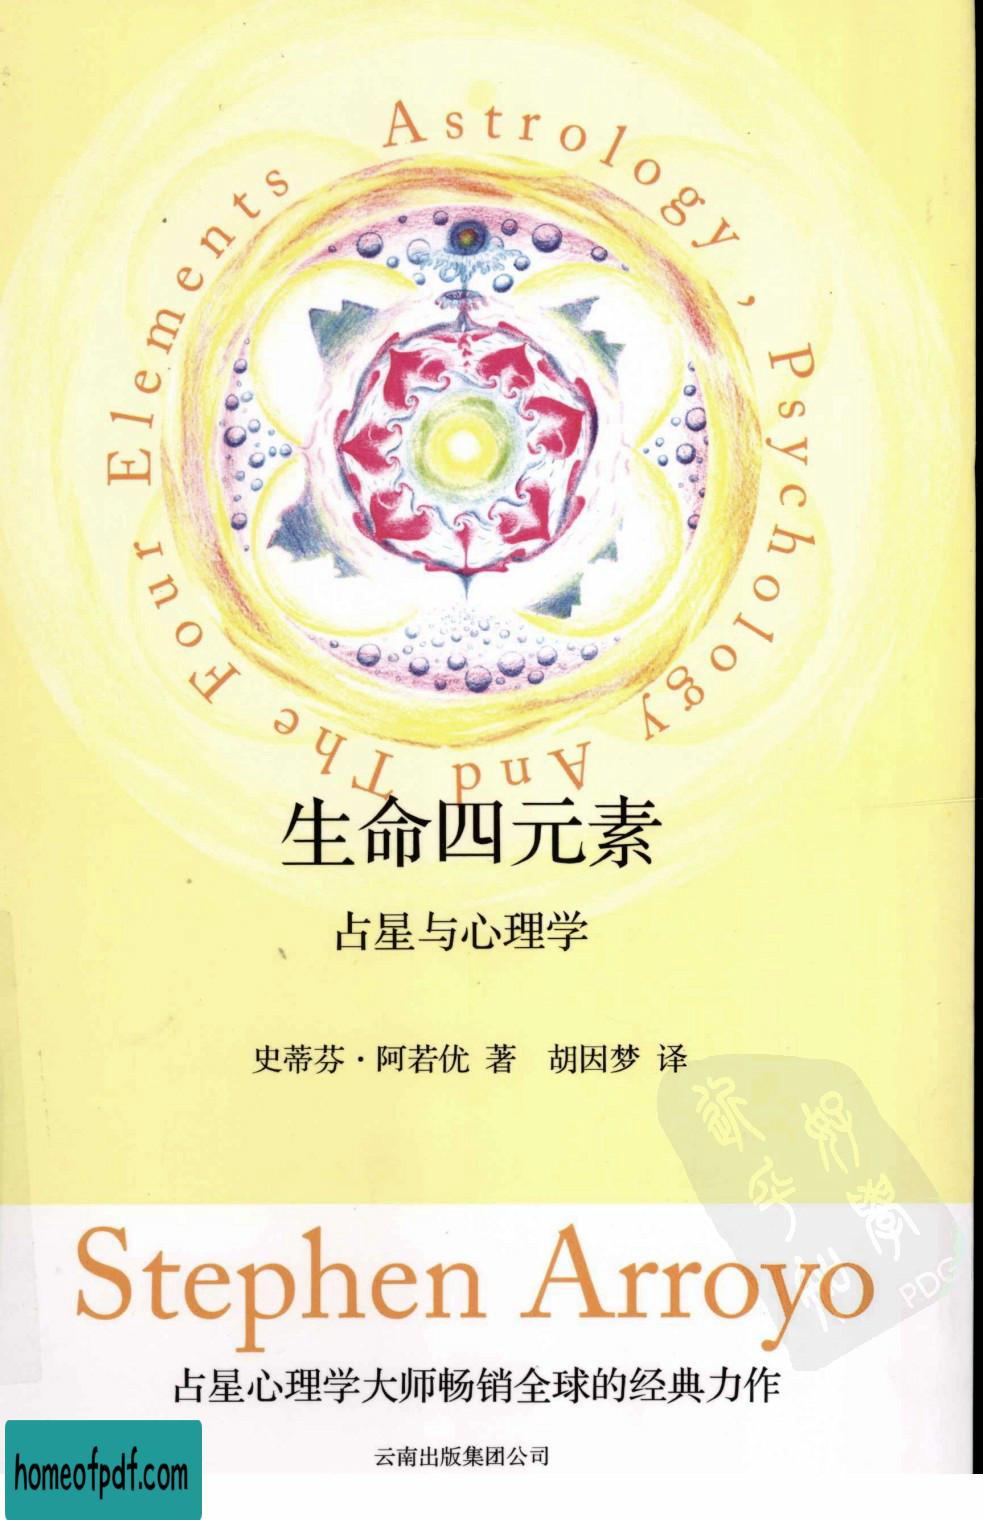 Astrology, Psychology And The Four Elements
生命四元素
占星与心理学
史蒂芬·阿若优 著 胡因梦 译
Stephen Arroyo
占星心理学大师畅销全球的经典力作
云南出版集团公司
PDG
homeofpdf.com